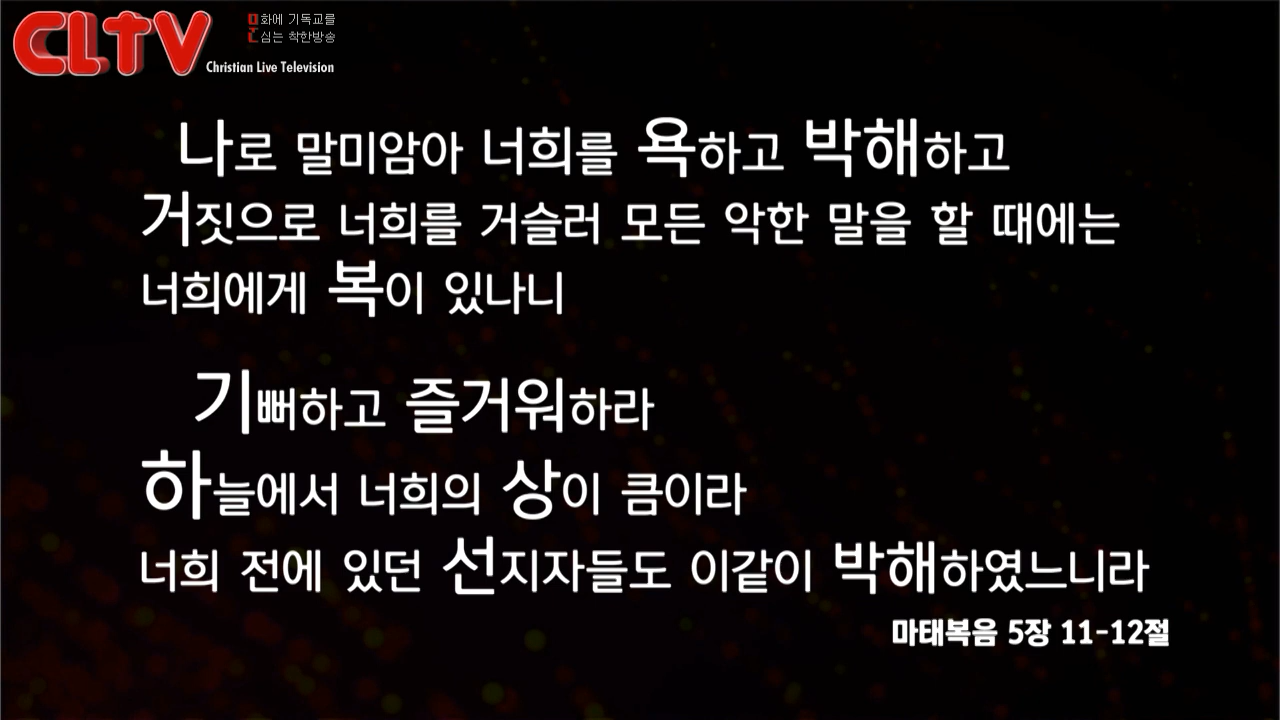 CLTV
문화에 기독교를
심는 착한방송
Christian Live Television
나로 말미암아 너희를 욕하고 박해하고
거짓으로 너희를 거슬러 모든 악한 말을 할 때에는
너희에게 복이 있나니
기뻐하고 즐거워하라
하늘에서 너희의 상이 큼이라
너희 전에 있던 선지자들도 이같이 박해하였느니라
마태복음 5장 11-12절